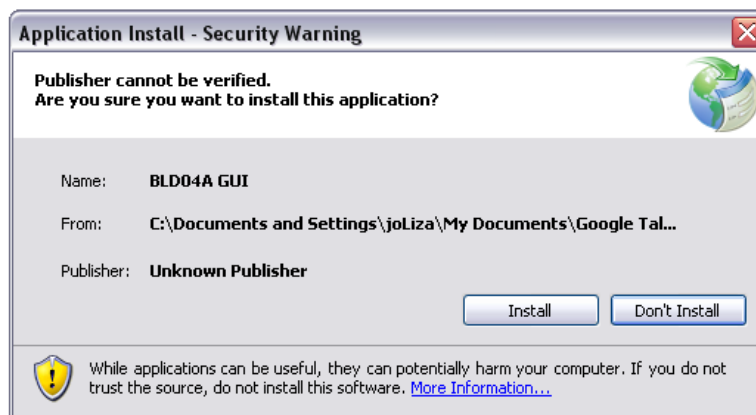 Application Install - Security Warning
Publisher cannot be verified.
Are you sure you want to install this application?
Name: BLD04A GUI
From: C:\Documents and Settings\joLiza\My Documents\Google Tal...
Publisher: Unknown Publisher
Install Don't Install
While applications can be useful, they can potentially harm your computer. If you do not
trust the source, do not install this software. More Information...